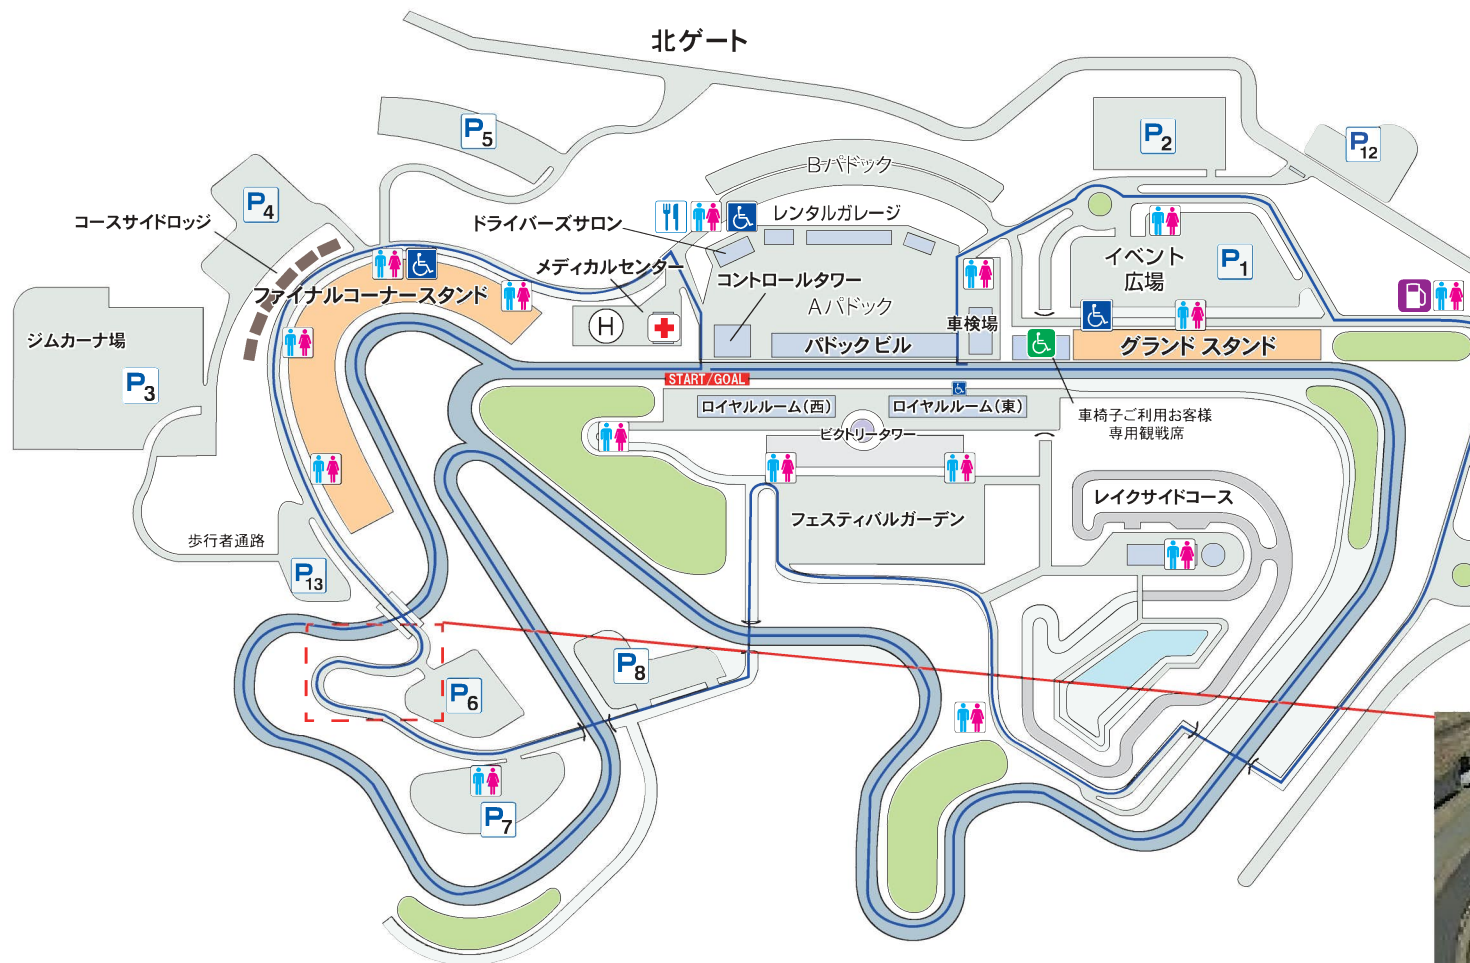 北ゲート
P5
P2
P12
Bパドック
P4
コースサイドロッジ
ドライバーズサロン
レンタルガレージ
メディカルセンター
コントロールタワー
イベント
広場
P1
ファイナルコーナースタンド
Aパドック
H
車検場
ジムカーナ場
パドックビル
グランド スタンド
P3
START/GOAL
ロイヤルルーム(西)
ロイヤルルーム(東)
車椅子ご利用お客様
専用観戦席
ビクトリータワー
レイクサイドコース
フェスティバルガーデン
歩行者通路
P13
P8
P6
P7